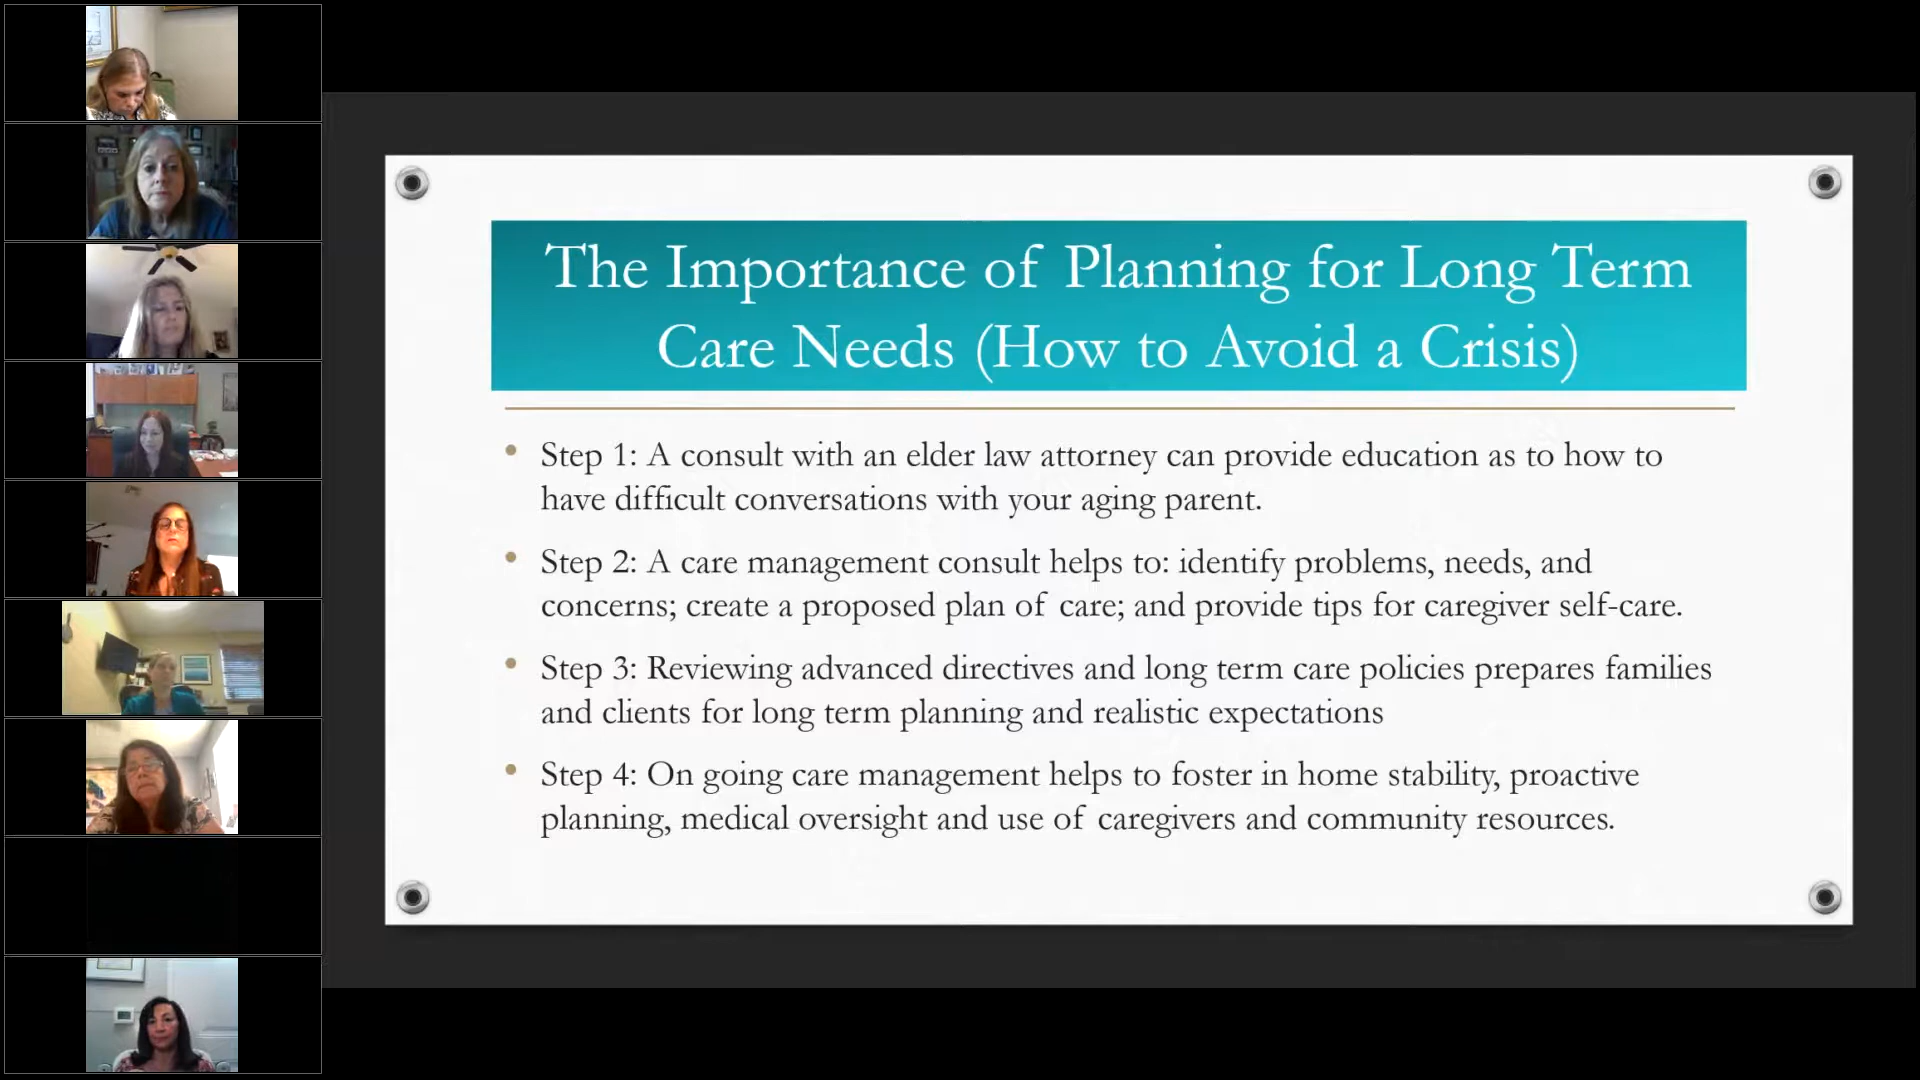 The Importance of Planning for Long Term
Care Needs (How to Avoid a Crisis)
• Step 1: A consult with an elder law attorney can provide education as to how to
have difficult conversations with your aging parent.
• Step 2: A care management consult helps to: identify problems, needs, and
concerns; create a proposed plan of care; and provide tips for caregiver self-care.
• Step 3: Reviewing advanced directives and long term care policies prepares families
and clients for long term planning and realistic expectations
• Step 4: On going care management helps to foster in home stability, proactive
planning, medical oversight and use of caregivers and community resources.